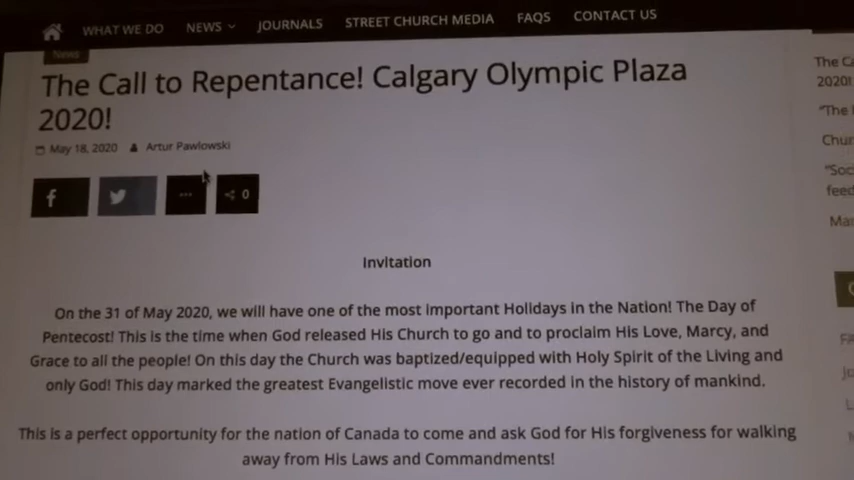 WHAT WE DO NEWS JOURNALS STREET CHURCH MEDIA FAQS CONTACT US
News
The Call to Repentance! Calgary Olympic Plaza
2020!
May 18, 2020 Artur Pawlowski
f ... 0
Invitation
On the 31 of May 2020, we will have one of the most important Holidays in the Nation! The Day of
Pentecost! This is the time when God released His Church to go and to proclaim His Love, Marcy, and
Grace to all the people! On this day the Church was baptized/equipped with Holy Spirit of the Living and
only God! This day marked the greatest Evangelistic move ever recorded in the history of mankind.
This is a perfect opportunity for the nation of Canada to come and ask God for His forgiveness for walking
away from His Laws and Commandments!
The
2020!
"The
feed